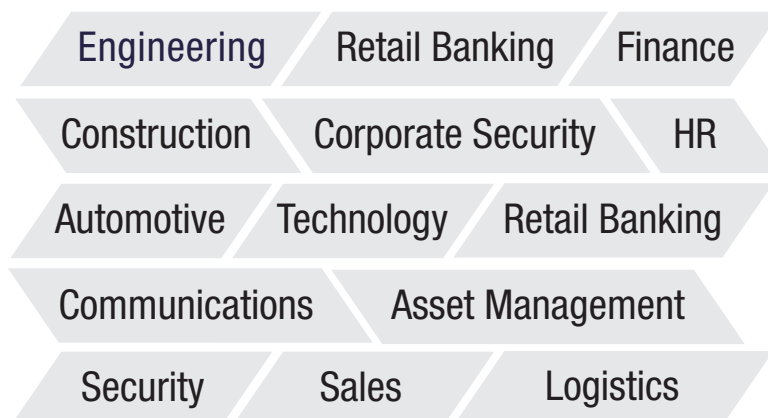 Engineering Retail Banking Finance
Construction Corporate Security HR
Automotive Technology Retail Banking
Communications Asset Management
Security Sales Logistics